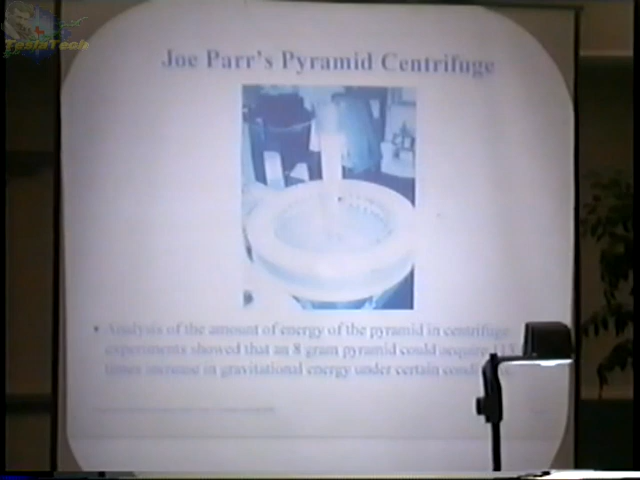 TeslaTech
Joe Parr's Pyramid Centrifuge
• Analysis of the amount of energy of the pyramid in centrifuge
experiments showed that an 8 gram pyramid could acquire
times increase in gravitational energy under certain